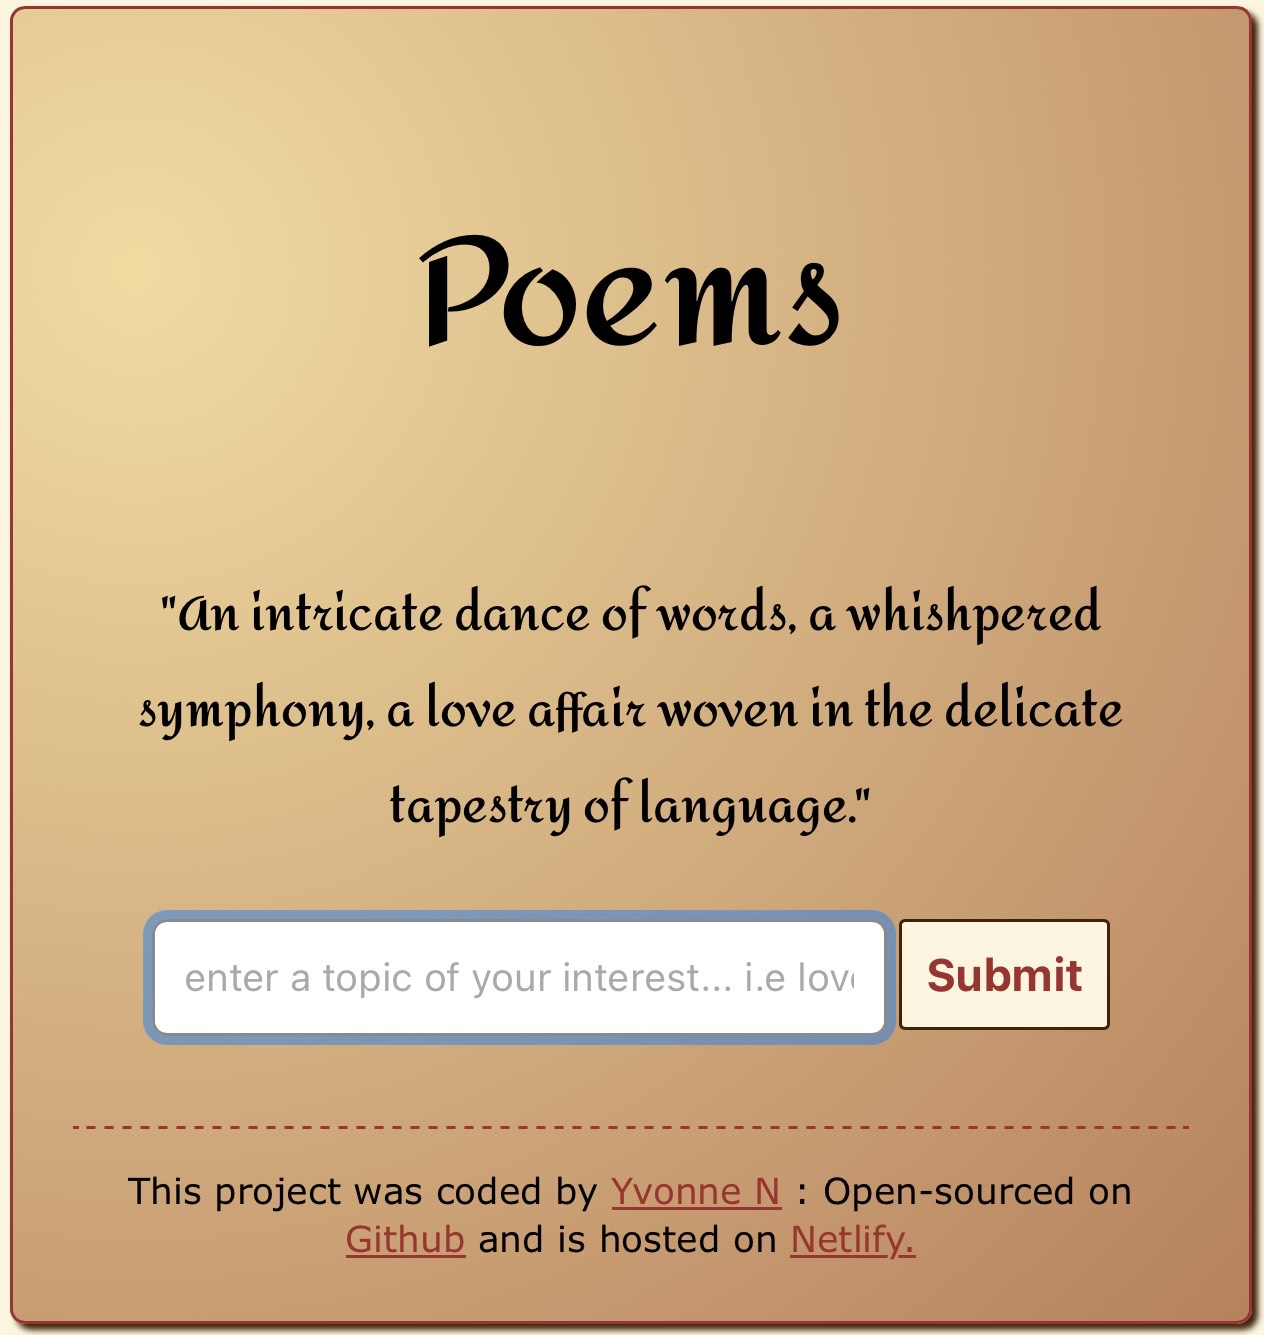 Poems
"An intricate dance of words, a whishpered
symphony, a love affair woven in the delicate
tapestry of language."
enter a topic of your interest... i.e love
Submit
This project was coded by Yvonne N : Open-sourced on
Github and is hosted on Netlify.